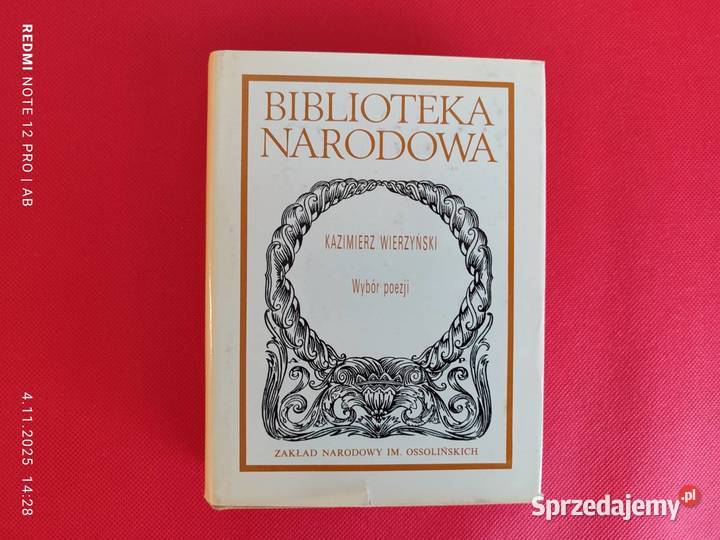 BIBLIOTEKA
NARODOWA
KAZIMIERZ WIERZYŃSKI
Wybór poezji
ZAKŁAD NARODOWY IM. OSSOLIŃSKICH
REDMI NOTE 12 PRO | AB
4.11.2025 14:28
Sprzedajemy.pl